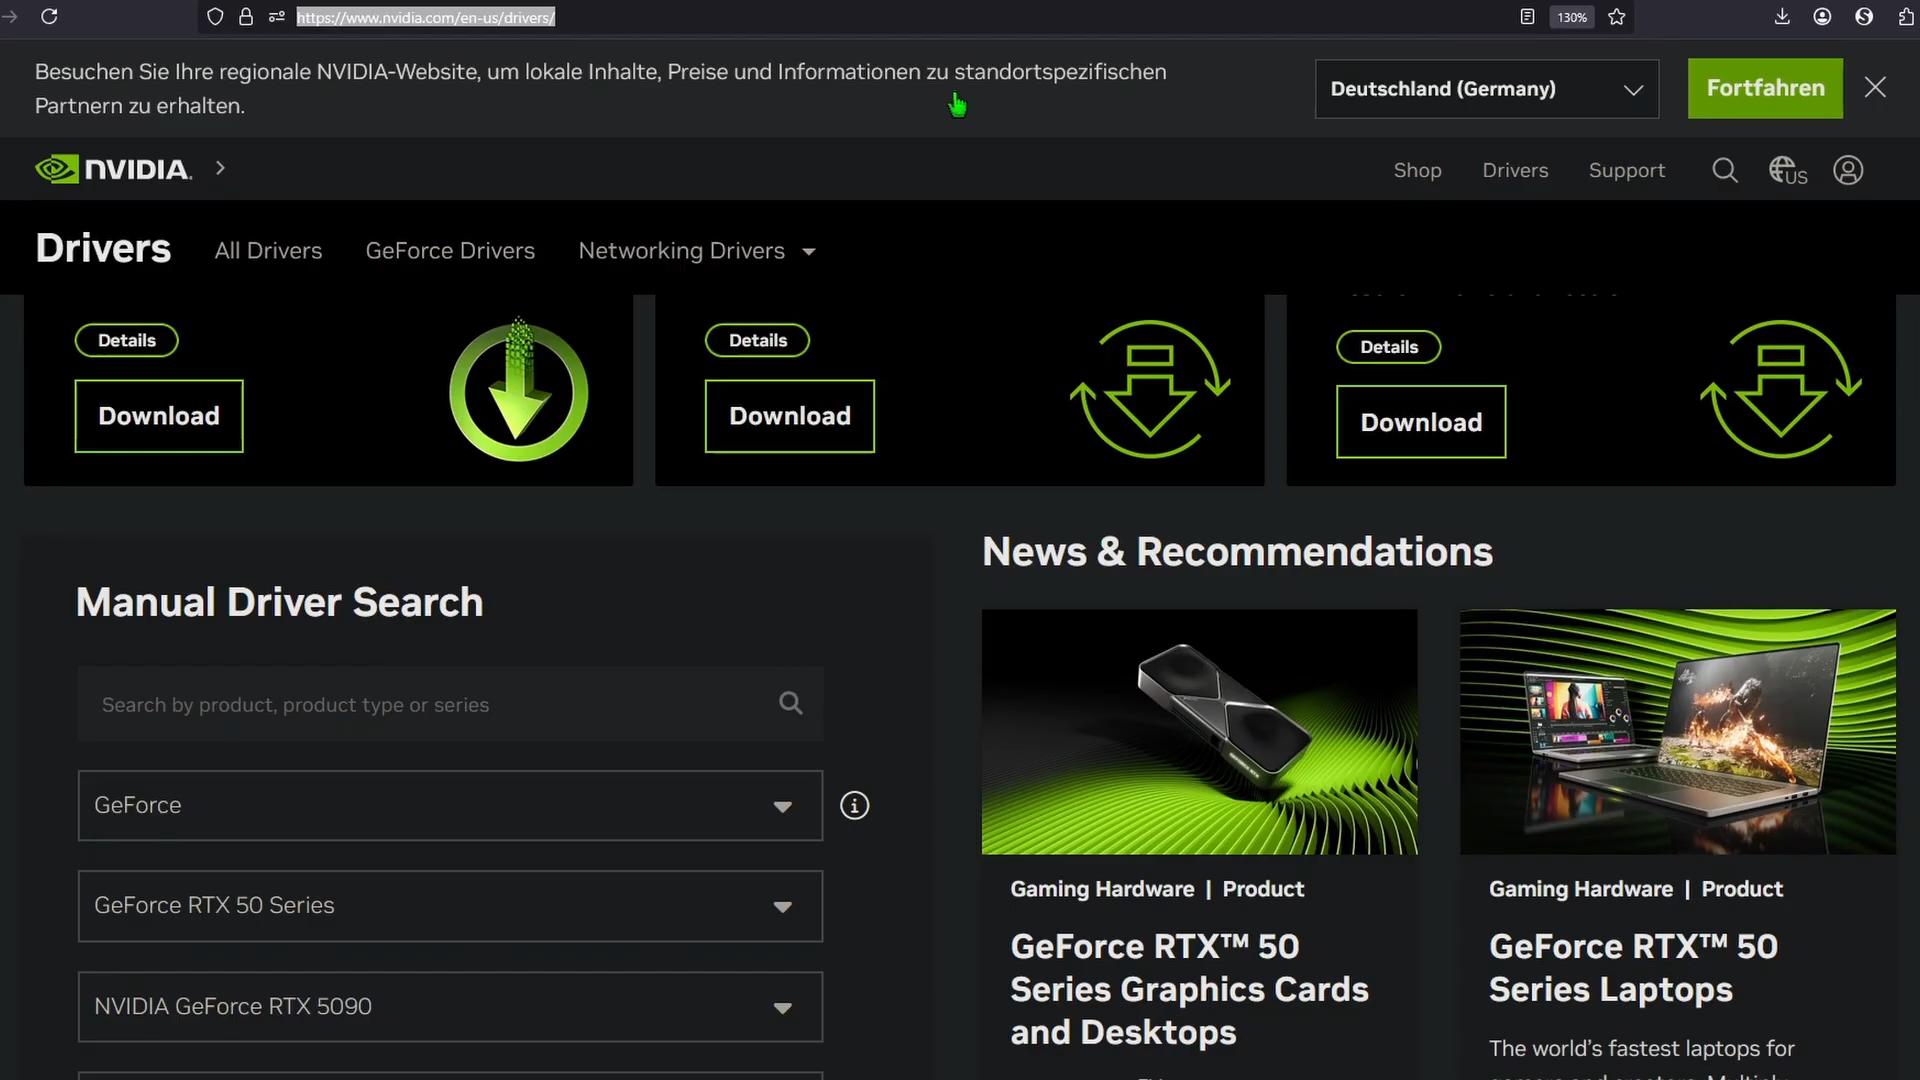 https://www.nvidia.com/en-us/drivers/
130%
Besuchen Sie Ihre regionale NVIDIA-Website, um lokale Inhalte, Preise und Informationen zu standortspezifischen
Partnern zu erhalten.
Deutschland (Germany)
Fortfahren
NVIDIA.
Shop
Drivers
Support
US
Drivers
All Drivers
GeForce Drivers
Networking Drivers
Details
Download
Details
Download
Details
Download
Manual Driver Search
Search by product, product type or series
GeForce
GeForce RTX 50 Series
NVIDIA GeForce RTX 5090
News & Recommendations
Gaming Hardware | Product
GeForce RTX™ 50
Series Graphics Cards
and Desktops
Gaming Hardware | Product
GeForce RTX™ 50
Series Laptops
The world's fastest laptops for